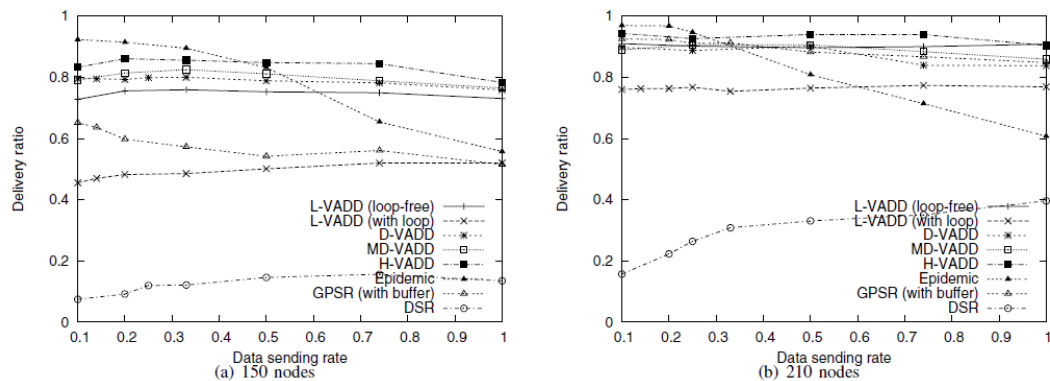 Delivery ratio
1
0.8
0.6
0.4
0.2
0
L-VADD (loop-free)
L-VADD (with loop)
D-VADD
MD-VADD
H-VADD
Epidemic
GPSR (with buffer)
DSR
0.1 0.2 0.3 0.4 0.5 0.6 0.7 0.8 0.9 1
Data sending rate
(a) 150 nodes
Delivery ratio
1
0.8
0.6
0.4
0.2
0
L-VADD (loop-free)
L-VADD (with loop)
D-VADD
MD-VADD
H-VADD
Epidemic
GPSR (with buffer)
DSR
0.1 0.2 0.3 0.4 0.5 0.6 0.7 0.8 0.9 1
Data sending rate
(b) 210 nodes